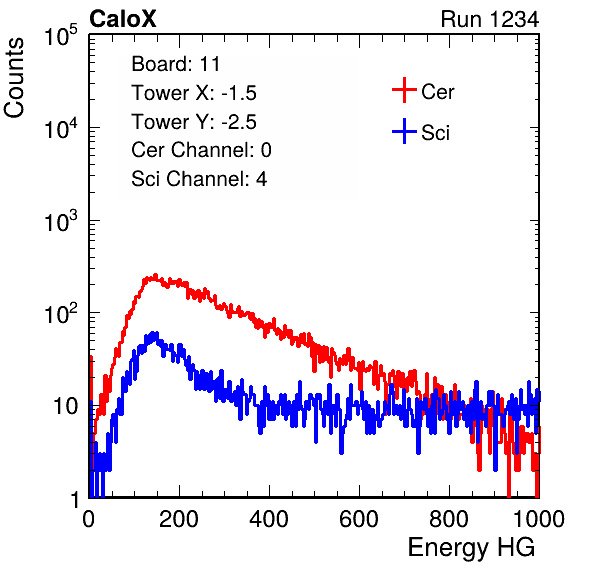 CaloX Run 1234
Counts
Board: 11
Tower X: -1.5
Tower Y: -2.5
Cer Channel: 0
Sci Channel: 4
Cer
Sci
10^5
10^4
10^3
10^2
10
1
0 200 400 600 800 1000
Energy HG